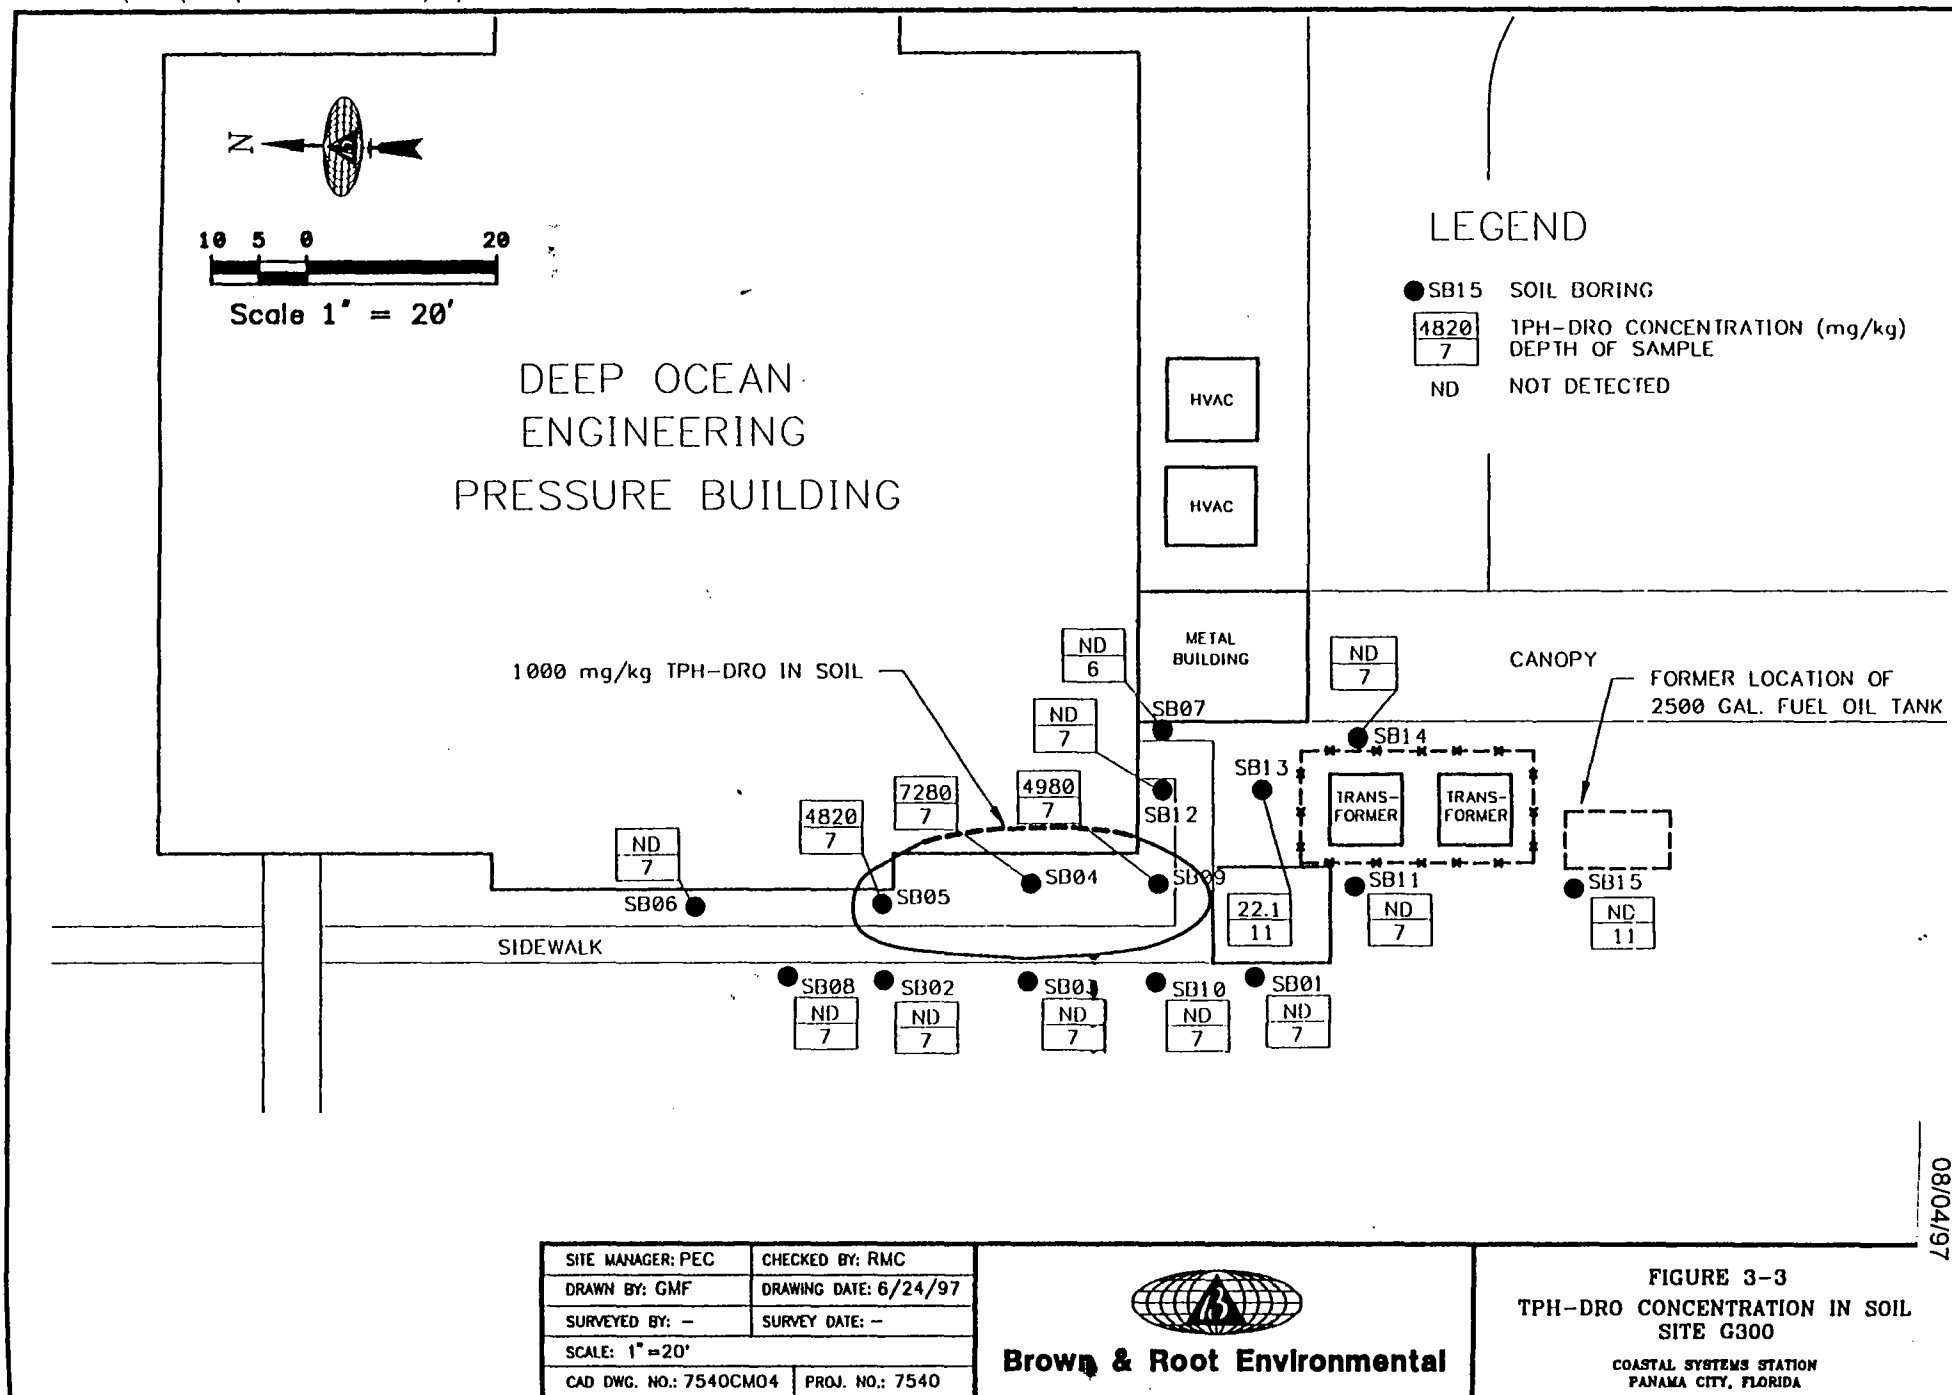 N
10 5 0 20
Scale 1" = 20'
DEEP OCEAN
ENGINEERING
PRESSURE BUILDING
LEGEND
SB15 SOIL BORING
4820
7
TPH-DRO CONCENTRATION (mg/kg)
DEPTH OF SAMPLE
ND NOT DETECTED
HVAC
HVAC
METAL
BUILDING
CANOPY
FORMER LOCATION OF
2500 GAL. FUEL OIL TANK
1000 mg/kg TPH-DRO IN SOIL
ND
6
SB07
ND
7
SB12
ND
7
SB14
SB13
22.1
11
TRANS-
FORMER
TRANS-
FORMER
4820
7
SB05
7280
7
SB04
4980
7
SB09
ND
7
SB06
SB11
ND
7
SB15
ND
11
SIDEWALK
SB08
ND
7
SB02
ND
7
SB03
ND
7
SB10
ND
7
SB01
ND
7
08/04/97
SITE MANAGER: PEC
CHECKED BY: RMC
DRAWN BY: GMF
DRAWING DATE: 6/24/97
SURVEYED BY: -
SURVEY DATE: -
SCALE: 1"=20'
CAD DWG. NO.: 7540CM04
PROJ. NO.: 7540
B
Brown & Root Environmental
FIGURE 3-3
TPH-DRO CONCENTRATION IN SOIL
SITE G300
COASTAL SYSTEMS STATION
PANAMA CITY, FLORIDA